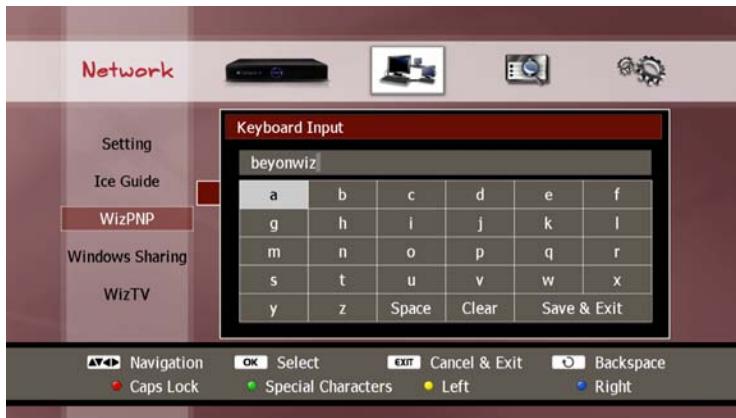 Network
Setting
Ice Guide
WizPNP
Windows Sharing
WizTV
Keyboard Input
beyonwiz
a b c d e f
g h i j k l
m n o p q r
s t u v w x
y z Space Clear Save & Exit
Navigation OK Select EXIT Cancel & Exit Backspace
Caps Lock Special Characters Left Right